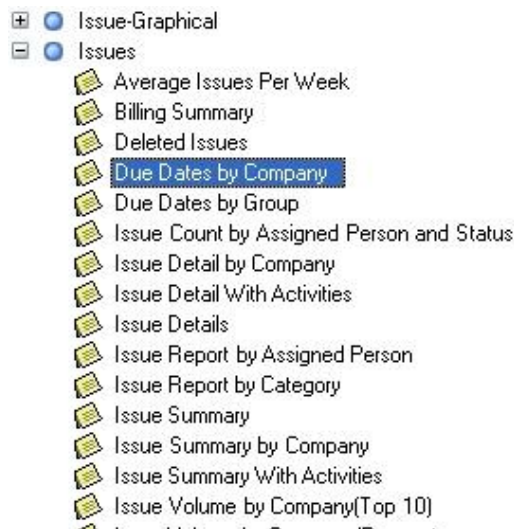 Issue-Graphical
Issues
Average Issues Per Week
Billing Summary
Deleted Issues
Due Dates by Company
Due Dates by Group
Issue Count by Assigned Person and Status
Issue Detail by Company
Issue Detail With Activities
Issue Details
Issue Report by Assigned Person
Issue Report by Category
Issue Summary
Issue Summary by Company
Issue Summary With Activities
Issue Volume by Company(Top 10)